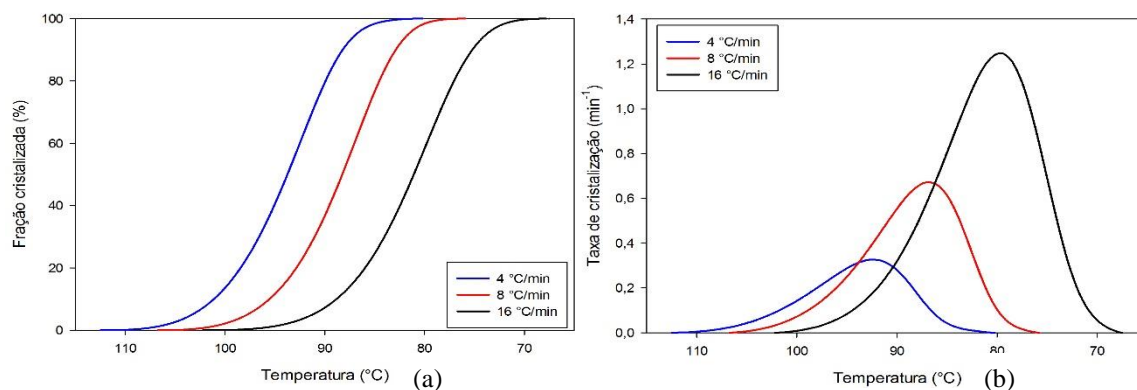 Fração cristalizada (%)
100
80
60
40
20
0
110
100
90
80
70
4 °C/min
8 °C/min
16 °C/min
Temperatura (°C)
(a)
Taxa de cristalização (min⁻¹)
1,4
1,2
1,0
0,8
0,6
0,4
0,2
0,0
110
100
90
80
70
4 °C/min
8 °C/min
16 °C/min
Temperatura (°C)
(b)